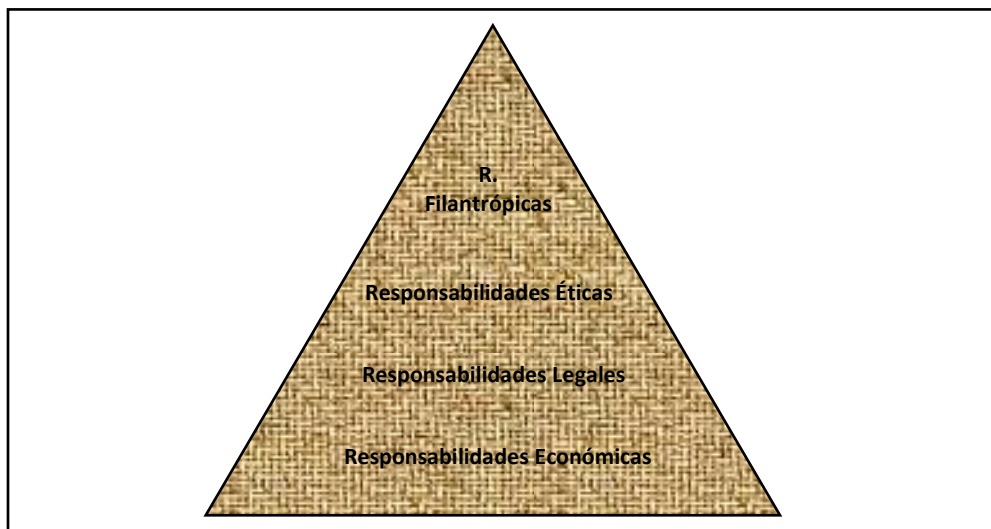 R.
Filantrópicas
Responsabilidades Éticas
Responsabilidades Legales
Responsabilidades Económicas